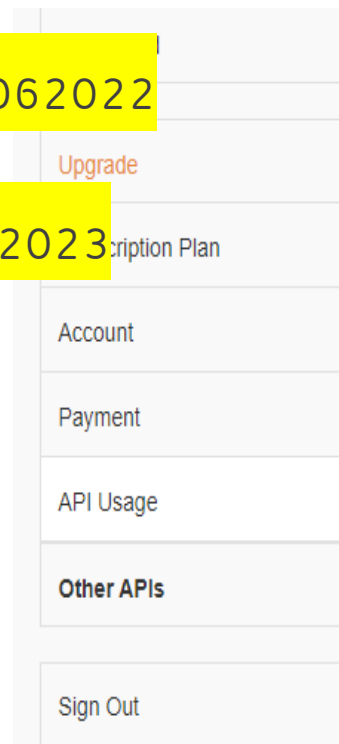 062022
Upgrade
2023
cription Plan
Account
Payment
API Usage
Other APIs
Sign Out